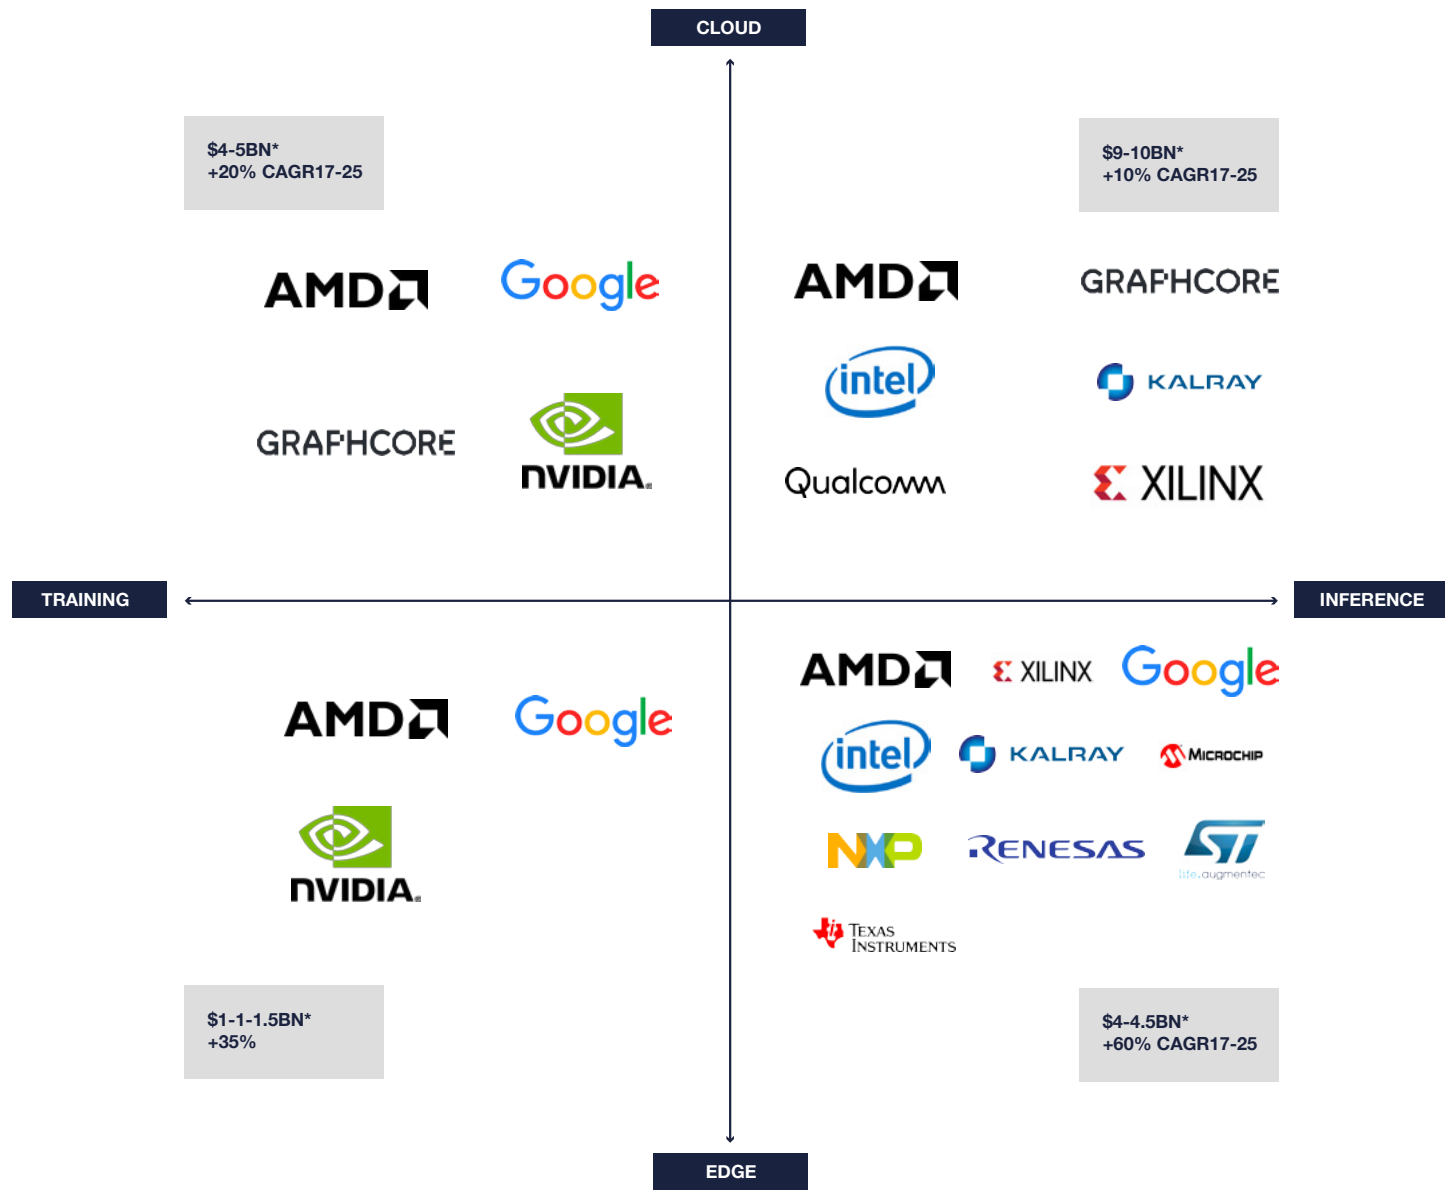 CLOUD
$4-5BN*
+20% CAGR17-25
$9-10BN*
+10% CAGR17-25
AMD
Google
AMD
GRAPHCORE
intel
KALRAY
GRAPHCORE
NVIDIA
Qualcomm
XILINX
TRAINING
INFERENCE
AMD
Google
AMD
XILINX
Google
intel
KALRAY
MICROCHIP
NVIDIA
NXP
RENESAS
ST
life.augmented
TEXAS
INSTRUMENTS
$1-1-1.5BN*
+35%
$4-4.5BN*
+60% CAGR17-25
EDGE